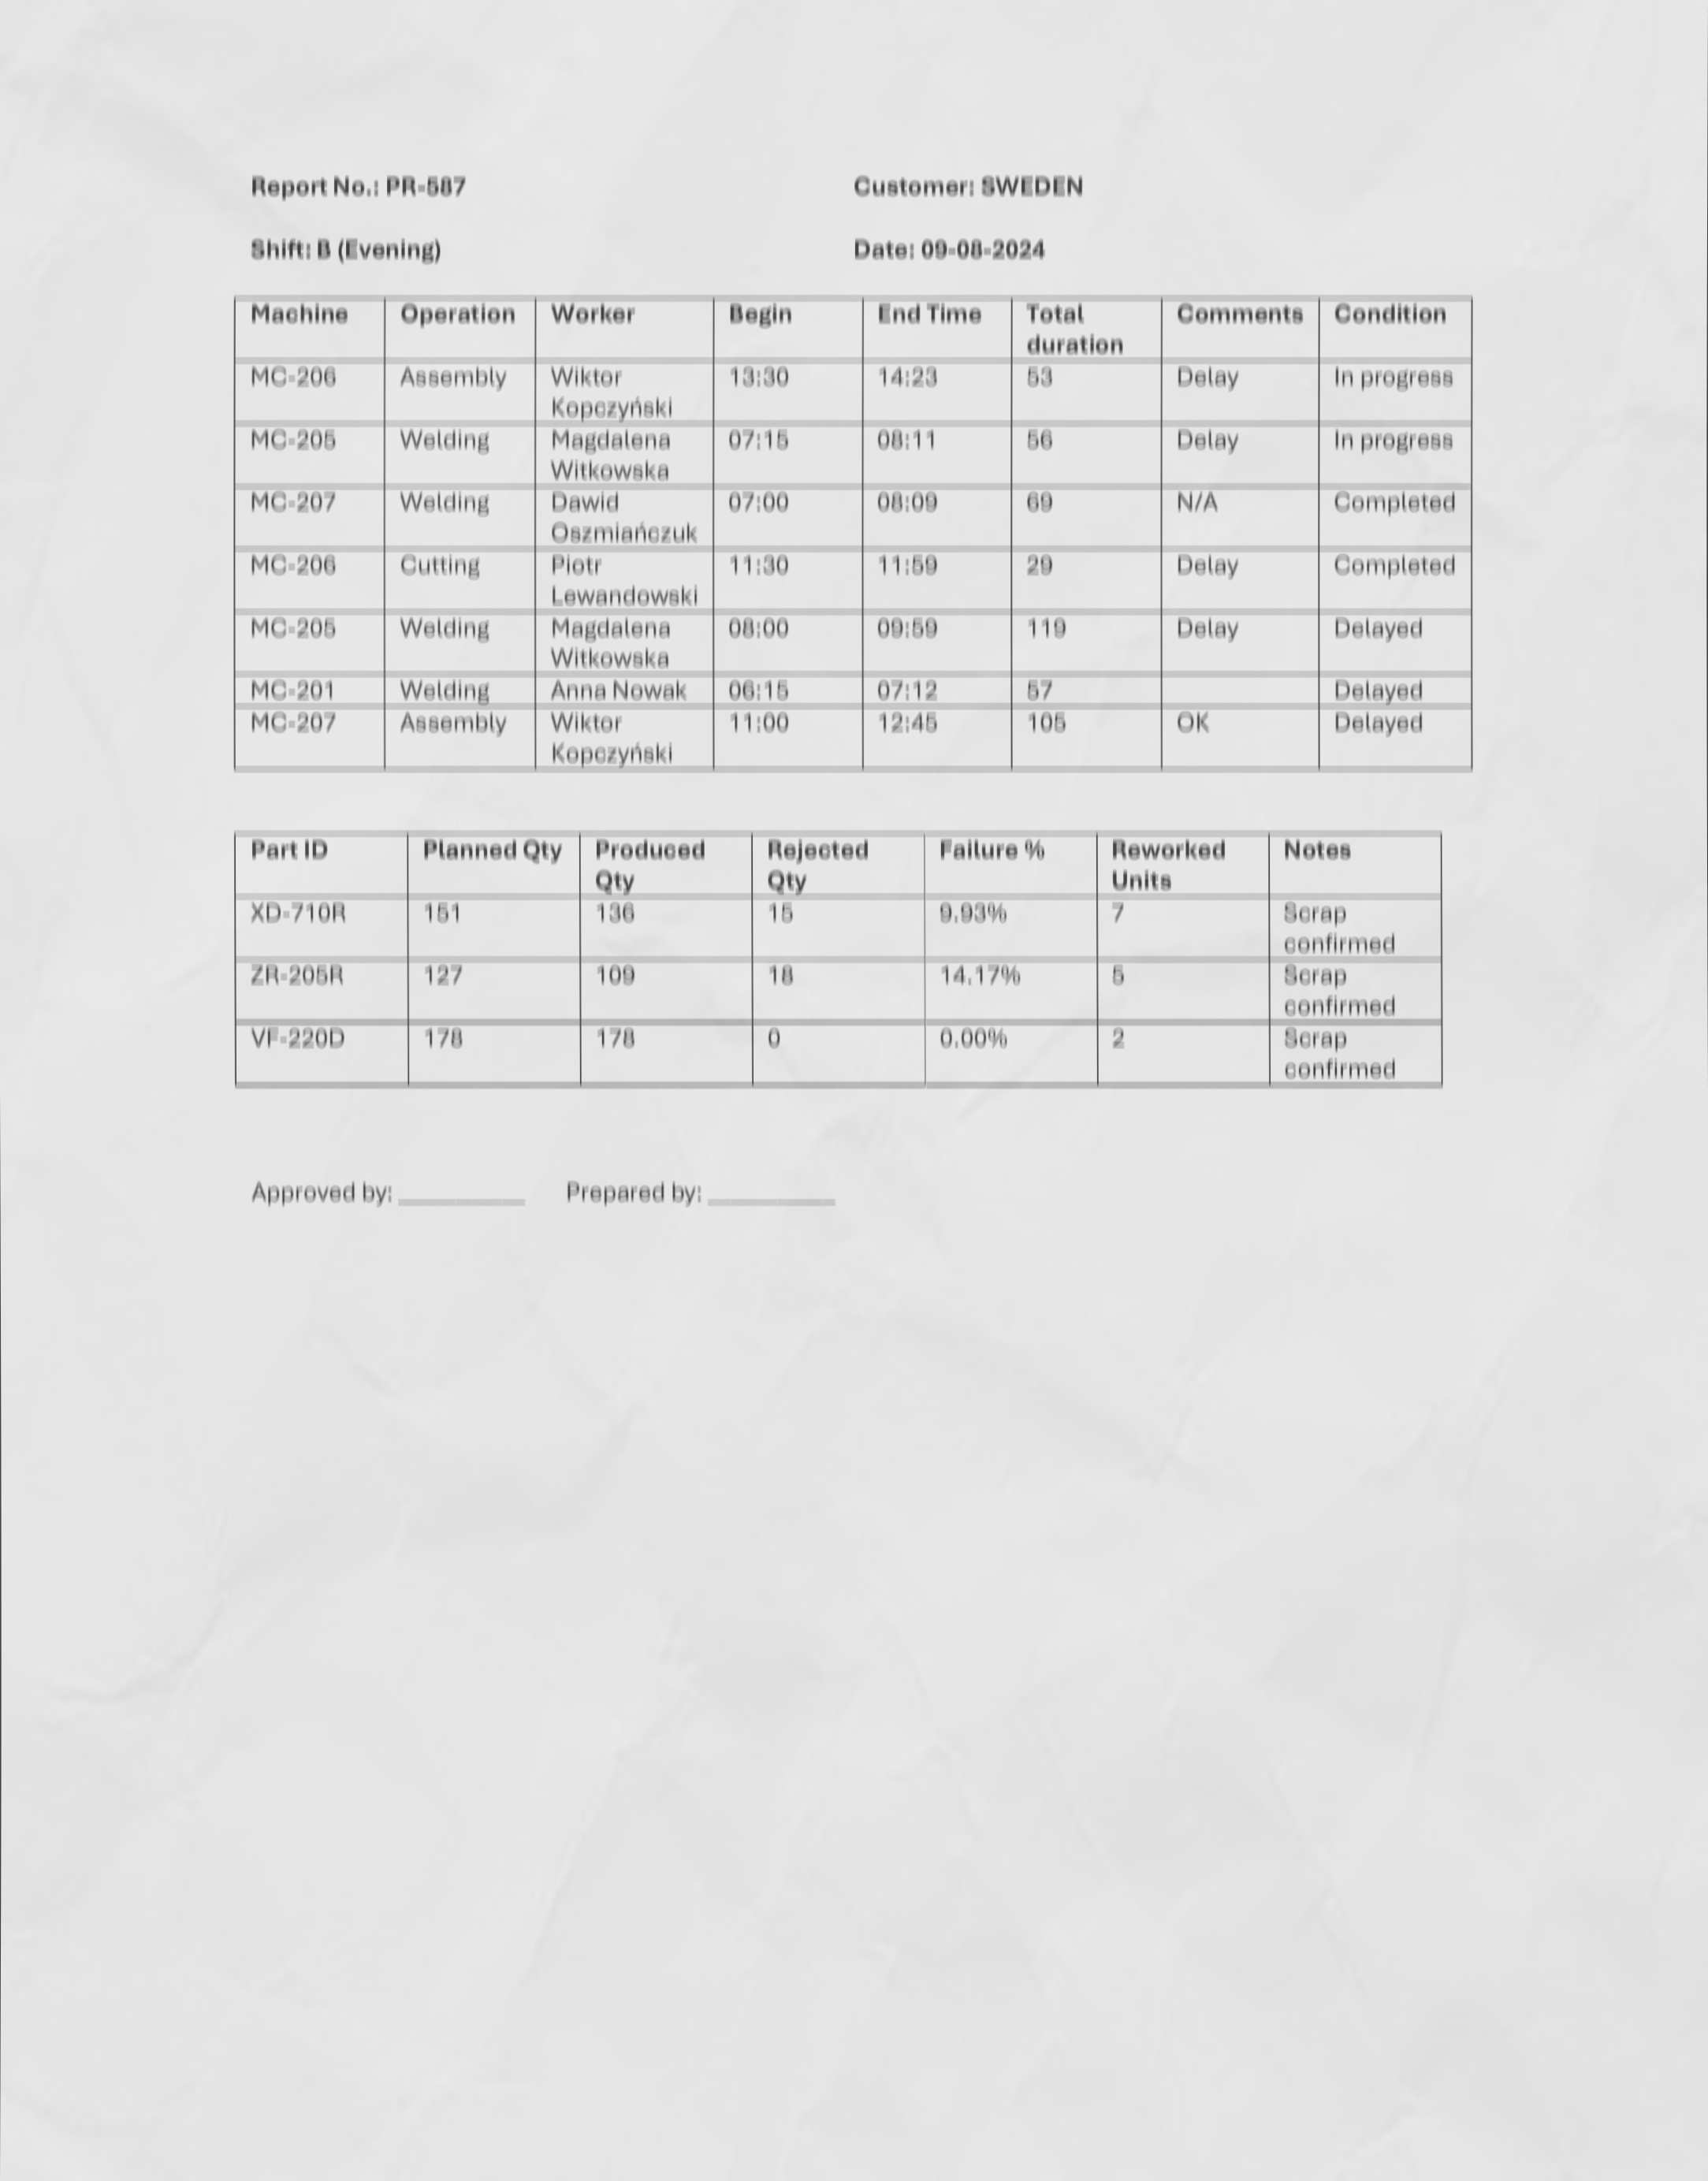 Report No.: PR-587 Customer: SWEDEN
Shift: B (Evening) Date: 09-08-2024
Machine Operation Worker Begin End Time Total duration Comments Condition
MC-206 Assembly Wiktor Kopczyński 13:30 14:23 53 Delay In progress
MC-205 Welding Magdalena Witkowska 07:15 08:11 56 Delay In progress
MC-207 Welding Dawid Oszmiańczuk 07:00 08:09 69 N/A Completed
MC-206 Cutting Piotr Lewandowski 11:30 11:59 29 Delay Completed
MC-205 Welding Magdalena Witkowska 08:00 09:59 119 Delay Delayed
MC-201 Welding Anna Nowak 06:15 07:12 57 Delayed
MC-207 Assembly Wiktor Kopczyński 11:00 12:45 105 OK Delayed
Part ID Planned Qty Produced Qty Rejected Qty Failure % Reworked Units Notes
XD-710R 151 136 15 9.93% 7 Scrap confirmed
ZR-205R 127 109 18 14.17% 5 Scrap confirmed
VF-220D 178 178 0 0.00% 2 Scrap confirmed
Approved by: __________ Prepared by: __________